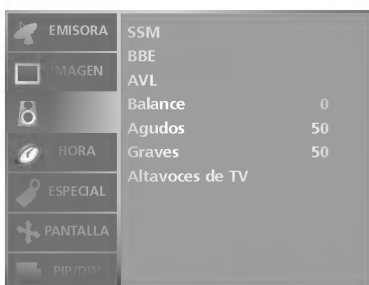 EMISORA
IMAGEN
HORA
ESPECIAL
PANTALLA
PIP/DW
SSM
BBE
AVL
Balance 0
Agudos 50
Graves 50
Altavoces de TV